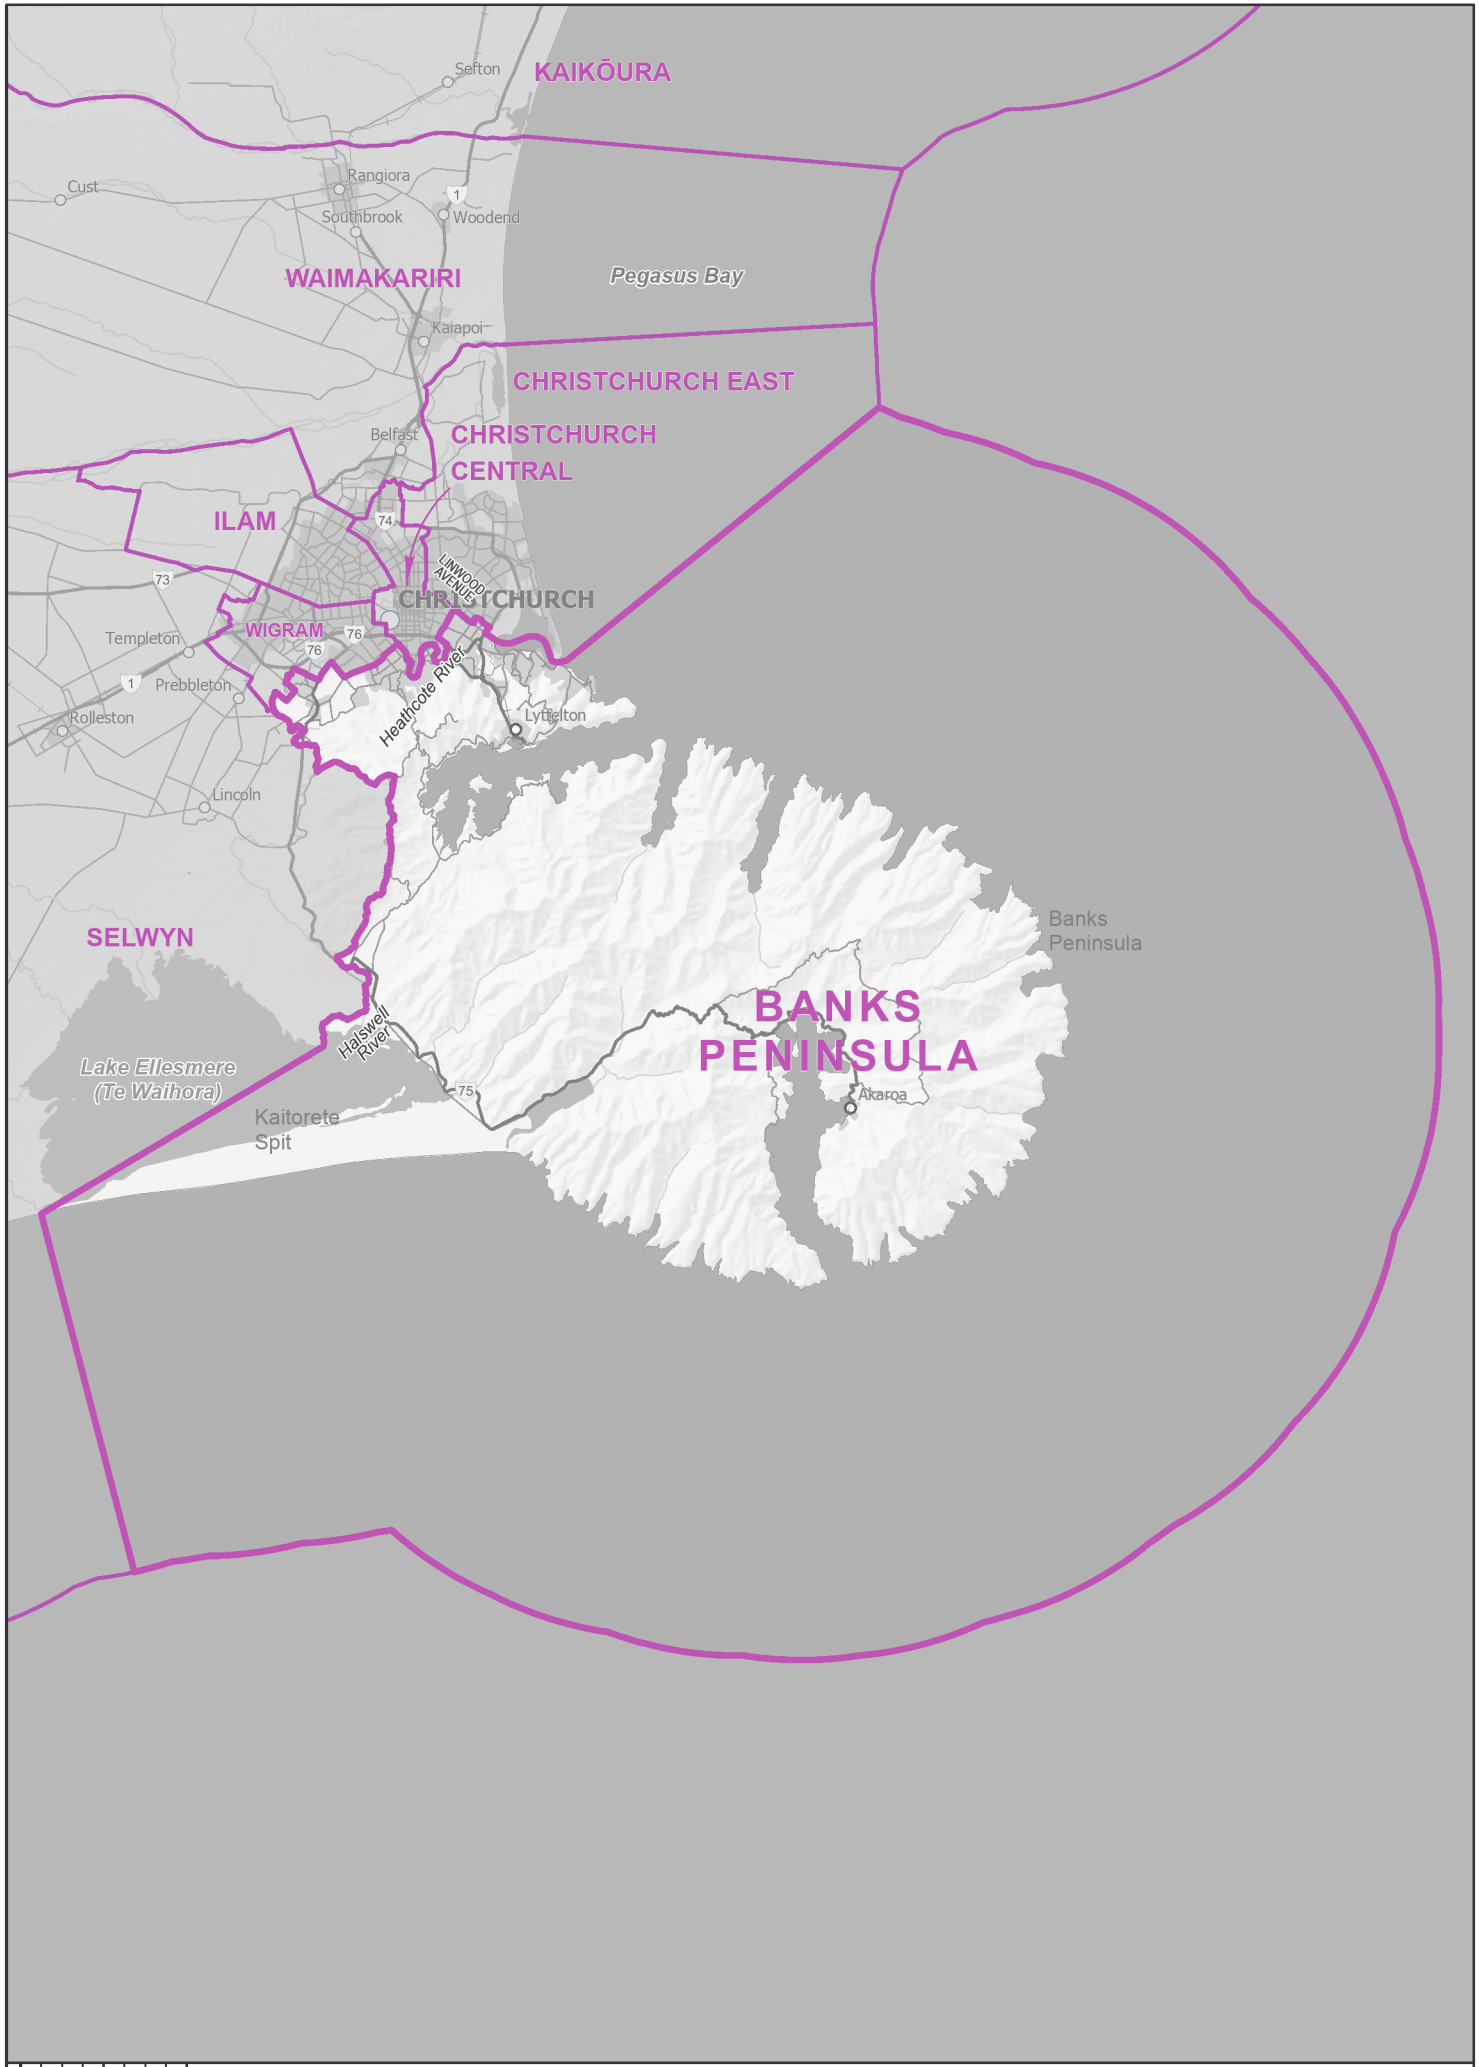 Sefton
KAIKŌURA
Rangiora
Cust
1
Southbrook
Woodend
WAIMAKARIRI
Pegasus Bay
Kaiapoi
CHRISTCHURCH EAST
Belfast
CHRISTCHURCH
CENTRAL
ILAM
74
73
LINWOOD
AVENUE
CHRISTCHURCH
WIGRAM
76
Templeton
76
Heathcote River
1
Prebbleton
Rolleston
Lyttelton
Lincoln
Banks
Peninsula
SELWYN
BANKS
PENINSULA
Halswell
River
Lake Ellesmere
(Te Waihora)
75
Akaroa
Kaitorete
Spit